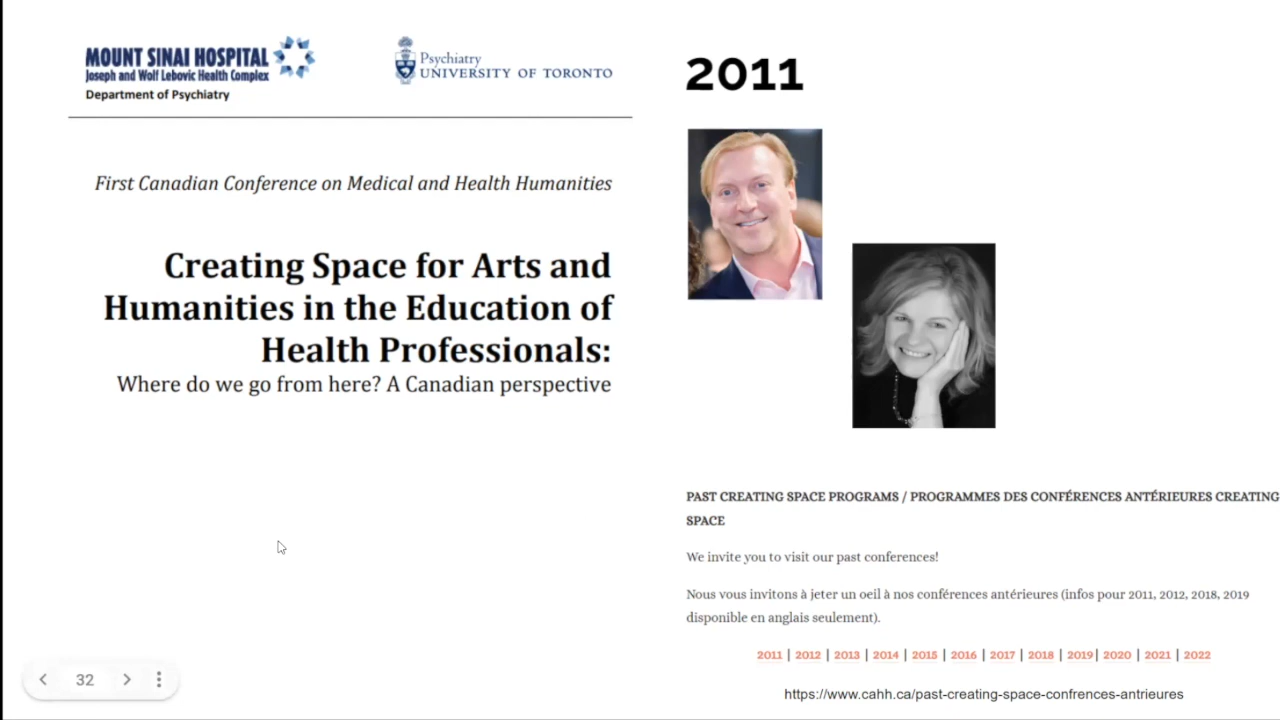 MOUNT SINAI HOSPITAL
Joseph and Wolf Lebovic Health Complex
Department of Psychiatry
Psychiatry
UNIVERSITY OF TORONTO
First Canadian Conference on Medical and Health Humanities
Creating Space for Arts and
Humanities in the Education of
Health Professionals:
Where do we go from here? A Canadian perspective
32
2011
PAST CREATING SPACE PROGRAMS / PROGRAMMES DES CONFÉRENCES ANTÉRIEURES CREATING
SPACE
We invite you to visit our past conferences!
Nous vous invitons à jeter un oeil à nos conférences antérieures (infos pour 2011, 2012, 2018, 2019
disponible en anglais seulement).
2011 | 2012 | 2013 | 2014 | 2015 | 2016 | 2017 | 2018 | 2019 | 2020 | 2021 | 2022
https://www.cahh.ca/past-creating-space-confrences-antrieures